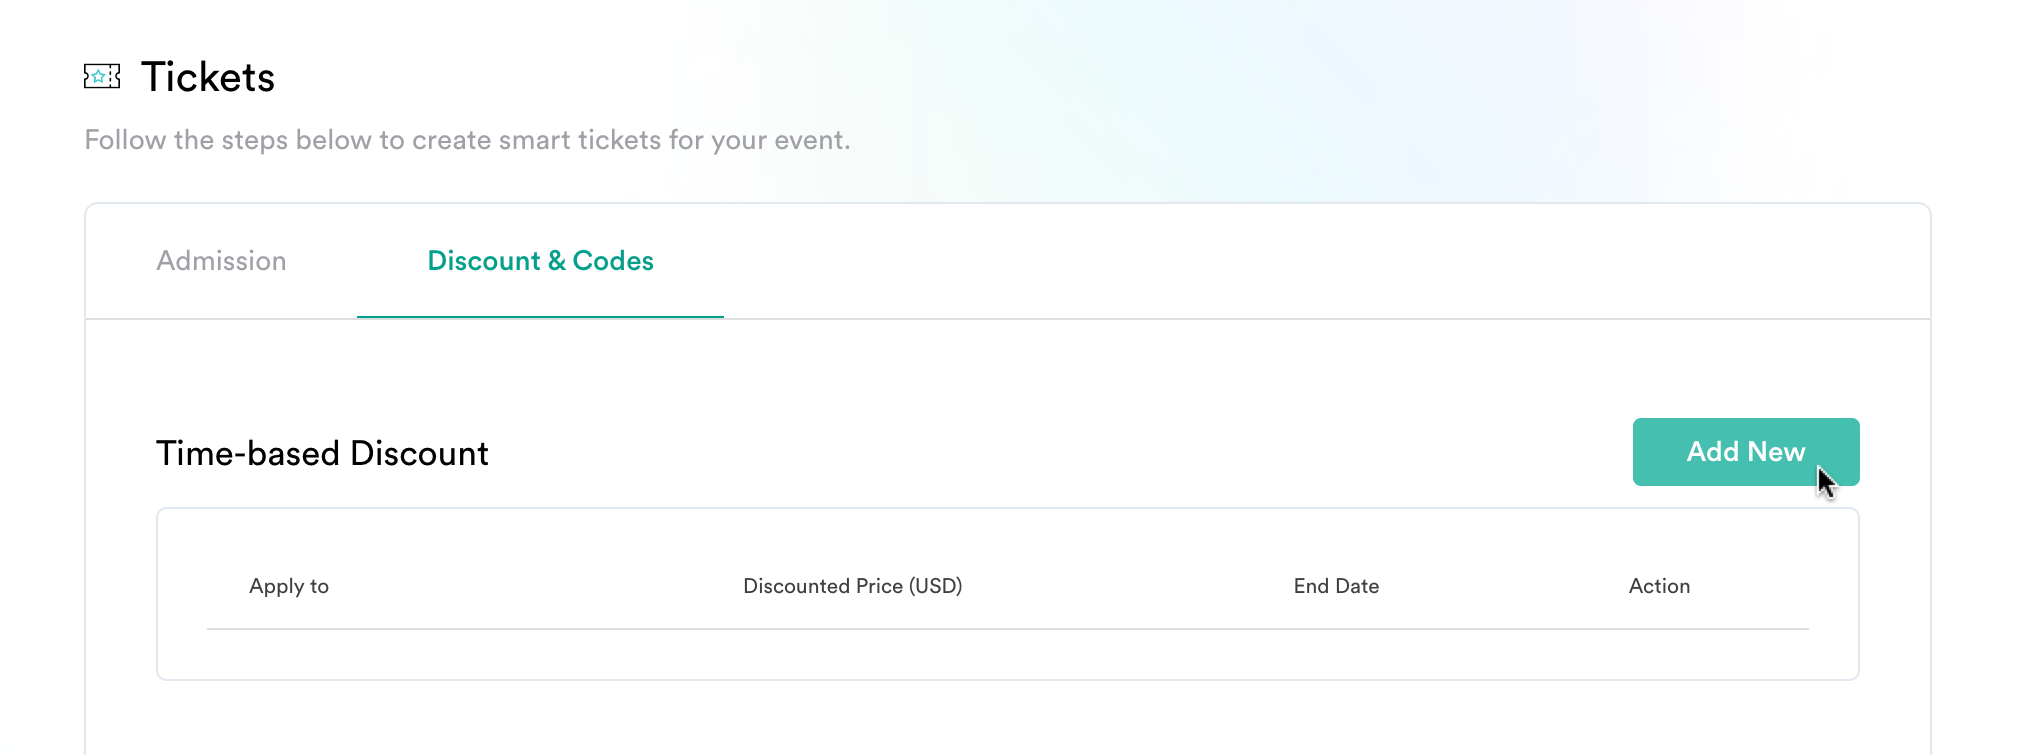 Tickets
Follow the steps below to create smart tickets for your event.
Admission Discount & Codes
Time-based Discount Add New
Apply to Discounted Price (USD) End Date Action